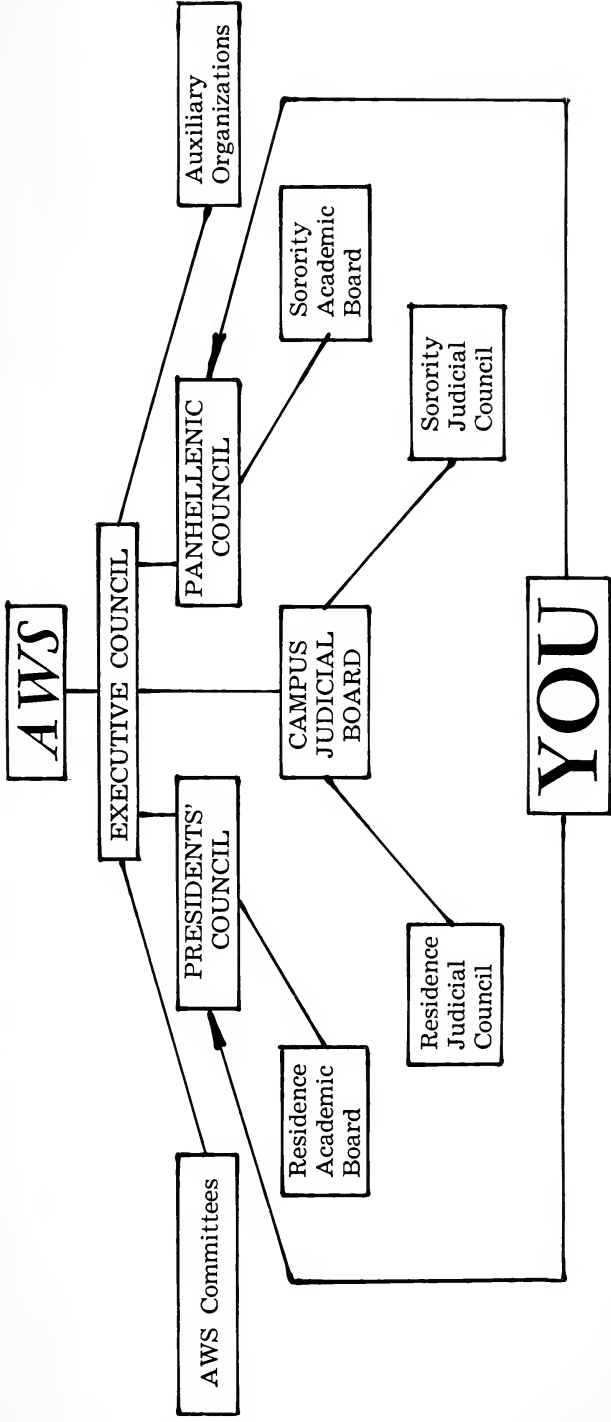 AWS
EXECUTIVE COUNCIL
AWS Committees
PRESIDENTS'
COUNCIL
PANHELLENIC
COUNCIL
Auxiliary
Organizations
Residence
Academic
Board
CAMPUS
JUDICIAL
BOARD
Sorority
Academic
Board
Residence
Judicial
Council
Sorority
Judicial
Council
YOU